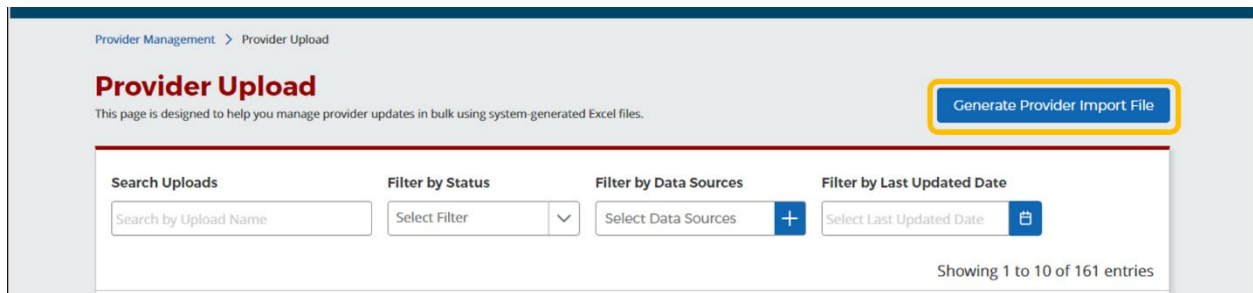 Provider Management > Provider Upload
Provider Upload
This page is designed to help you manage provider updates in bulk using system-generated Excel files.
Generate Provider Import File
Search Uploads
Filter by Status
Filter by Data Sources
Filter by Last Updated Date
Search by Upload Name
Select Filter
Select Data Sources
Select Last Updated Date
Showing 1 to 10 of 161 entries